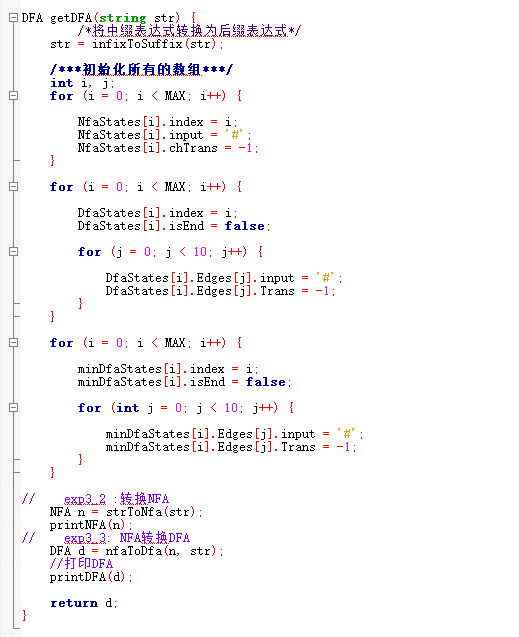 DFA getDFA(string str) {
/*将中缀表达式转换为后缀表达式*/
str = infixToSuffix(str);
/***初始化所有的数组***/
int i, j;
for (i = 0; i < MAX; i++) {
NfaStates[i].index = i;
NfaStates[i].input = '#';
NfaStates[i].chTrans = -1;
}
for (i = 0; i < MAX; i++) {
DfaStates[i].index = i;
DfaStates[i].isEnd = false;
for (j = 0; j < 10; j++) {
DfaStates[i].Edges[j].input = '#';
DfaStates[i].Edges[j].Trans = -1;
}
}
for (i = 0; i < MAX; i++) {
minDfaStates[i].index = i;
minDfaStates[i].isEnd = false;
for (int j = 0; j < 10; j++) {
minDfaStates[i].Edges[j].input = '#';
minDfaStates[i].Edges[j].Trans = -1;
}
}
// exp3_2 :转换NFA
NFA n = strToNfa(str);
printNFA(n);
// exp3_3: NFA转换DFA
DFA d = nfaToDfa(n, str);
//打印DFA
printDFA(d);
return d;
}